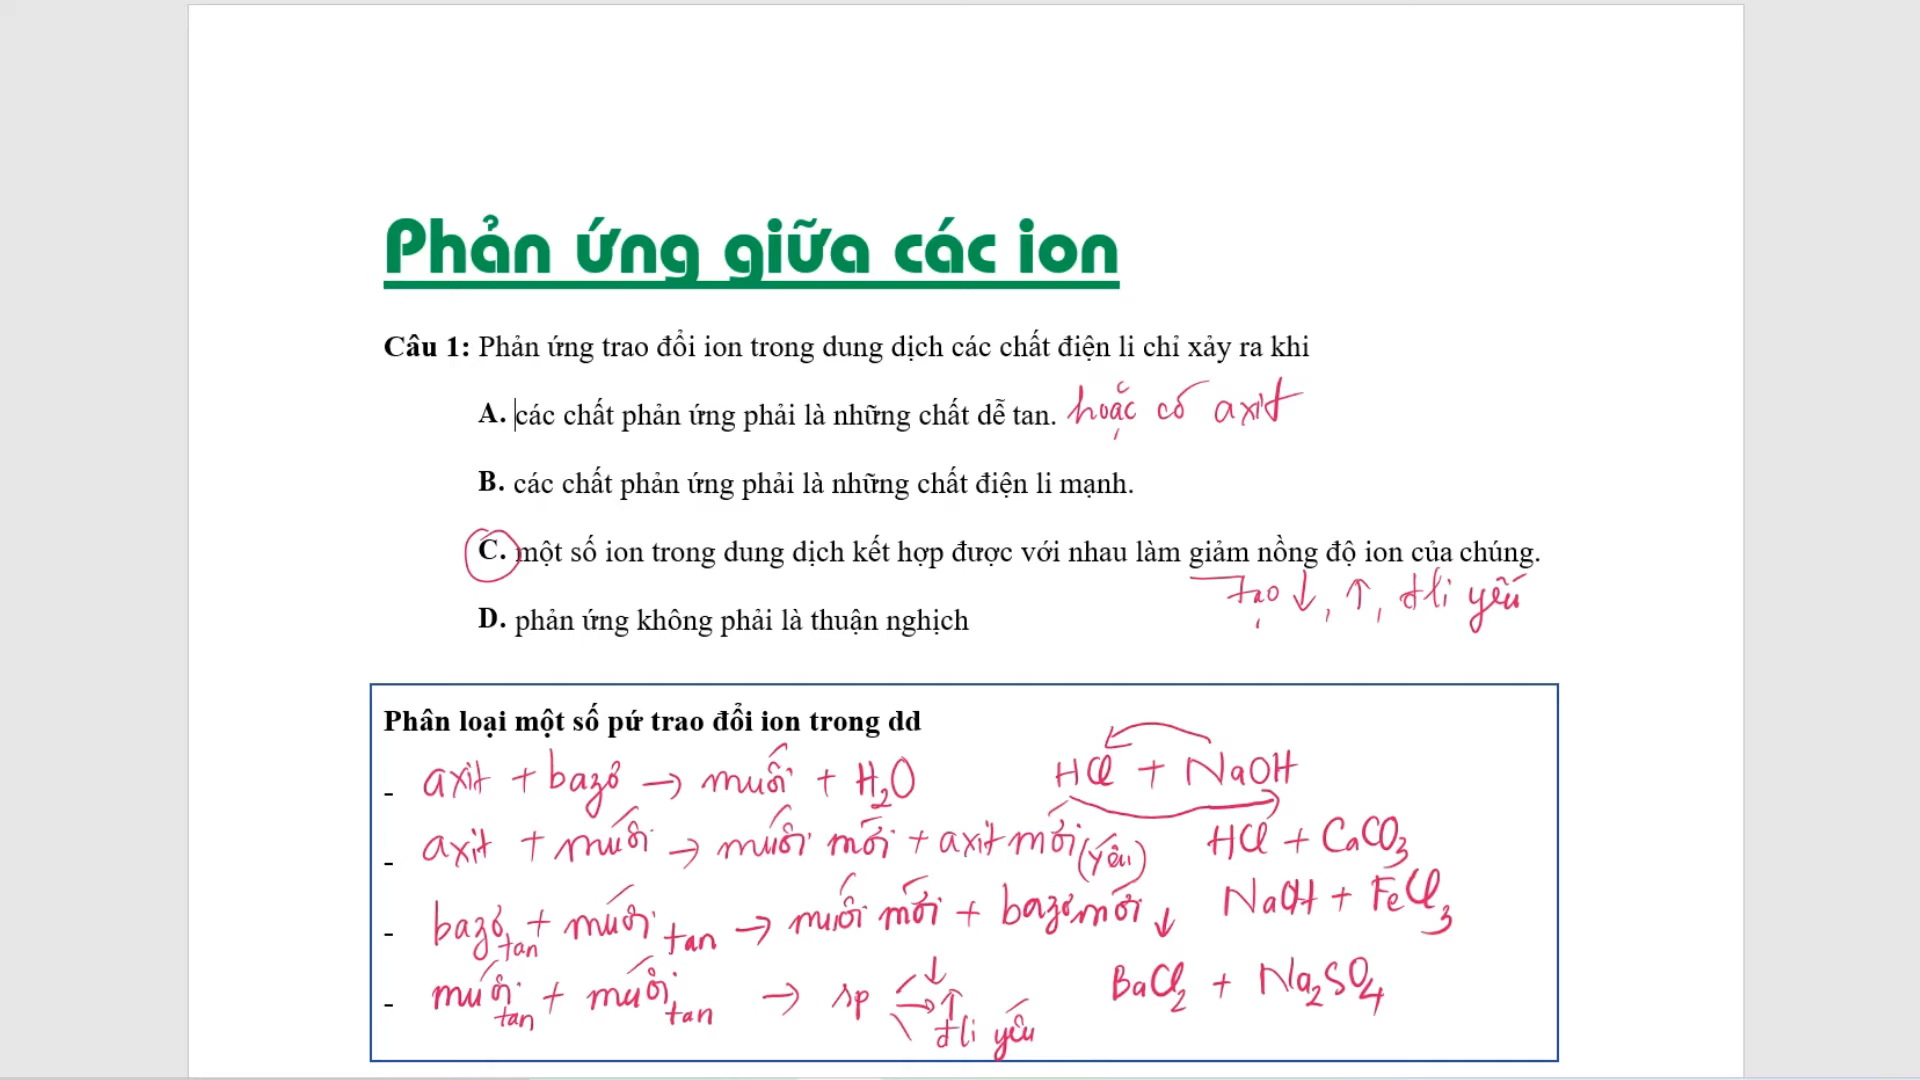 Phản ứng giữa các ion
Câu 1: Phản ứng trao đổi ion trong dung dịch các chất điện li chỉ xảy ra khi
A. các chất phản ứng phải là những chất dễ tan. hoặc có axit
B. các chất phản ứng phải là những chất điện li mạnh.
C. một số ion trong dung dịch kết hợp được với nhau làm giảm nồng độ ion của chúng.
Tạo ↓, ↑, đli yếu
D. phản ứng không phải là thuận nghịch
Phân loại một số pứ trao đổi ion trong dd
- axit + bazơ → muối + H₂O HCl + NaOH
- axit + muối → muối mới + axit mới (yếu) HCl + CaCO₃
- bazơ tan + muối tan → muối mới + bazơ mới ↓ NaOH + FeCl₃
- muối tan + muối tan → sp ↓ ↑ đli yếu BaCl₂ + Na₂SO₄